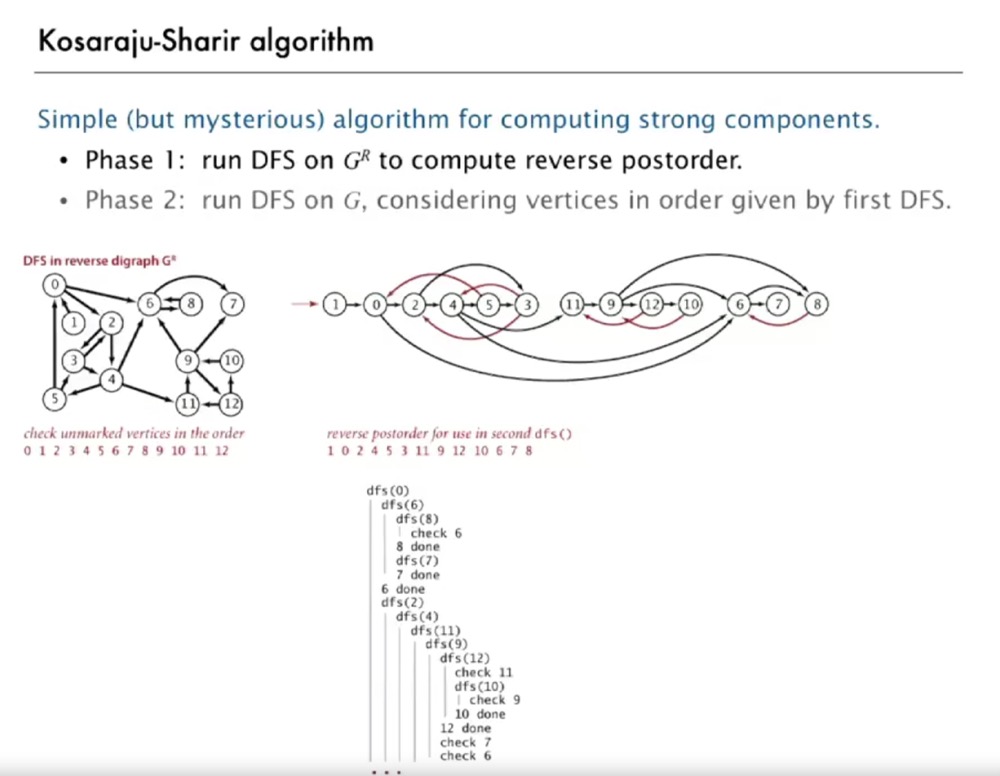 Kosaraju-Sharir algorithm
Simple (but mysterious) algorithm for computing strong components.
• Phase 1: run DFS on Gᴿ to compute reverse postorder.
• Phase 2: run DFS on G, considering vertices in order given by first DFS.
DFS in reverse digraph Gᴿ
0
6 8 7
1 2
3
9 10
4
5
11 12
1 0 2 4 5 3 11 9 12 10 6 7 8
check unmarked vertices in the order
0 1 2 3 4 5 6 7 8 9 10 11 12
reverse postorder for use in second dfs()
1 0 2 4 5 3 11 9 12 10 6 7 8
dfs(0)
dfs(6)
dfs(8)
check 6
8 done
dfs(7)
7 done
6 done
dfs(2)
dfs(4)
dfs(11)
dfs(9)
dfs(12)
check 11
dfs(10)
check 9
10 done
12 done
check 7
check 6
...